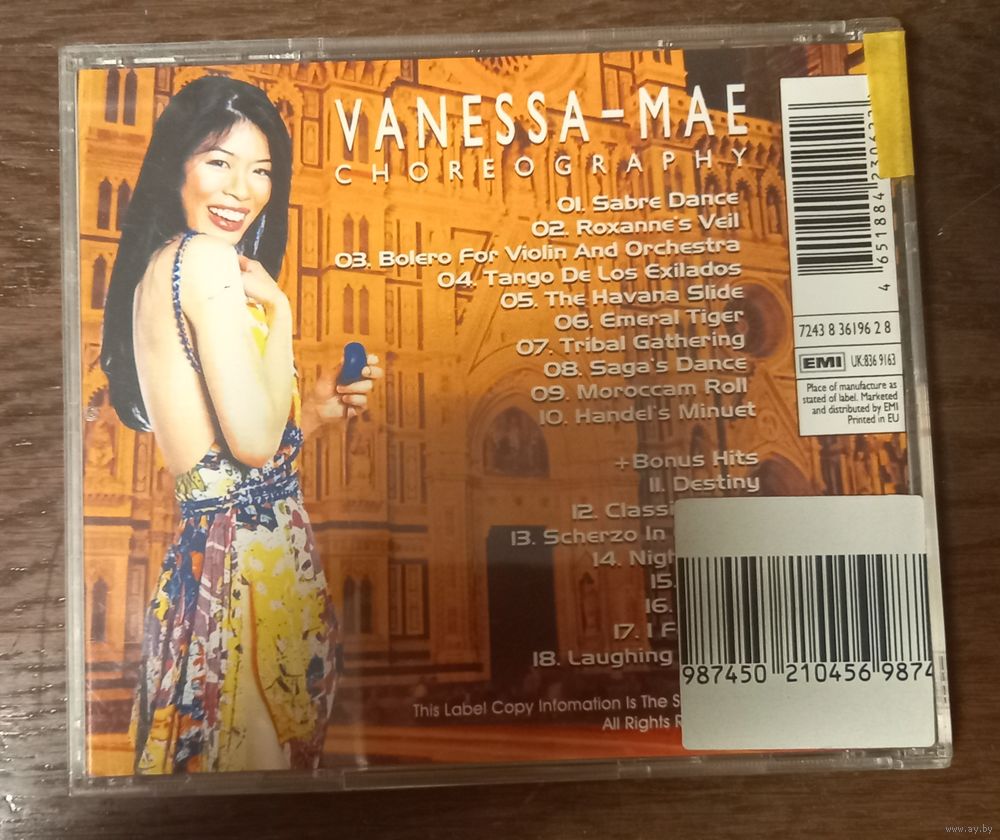 VANESSA-MAE
CHOREOGRAPHY
01. Sabre Dance
02. Roxanne's Veil
03. Bolero For Violin And Orchestra
04. Tango De Los Exilados
05. The Havana Slide
06. Emeral Tiger
07. Tribal Gathering
08. Saga's Dance
09. Moroccam Roll
10. Handel's Minuet
+Bonus Hits
11. Destiny
12. Classi
13. Scherzo In
14. Nigh
15.
16.
17. I F
18. Laughing
This Label Copy Infomation Is The S
All Rights R
4 651884
7243 8 36196 2 8
EMI UK:836 9163
Place of manufacture as
stated of label. Marketed
and distributed by EMI
Printed in EU
987450 210456 9874
www.ay.by